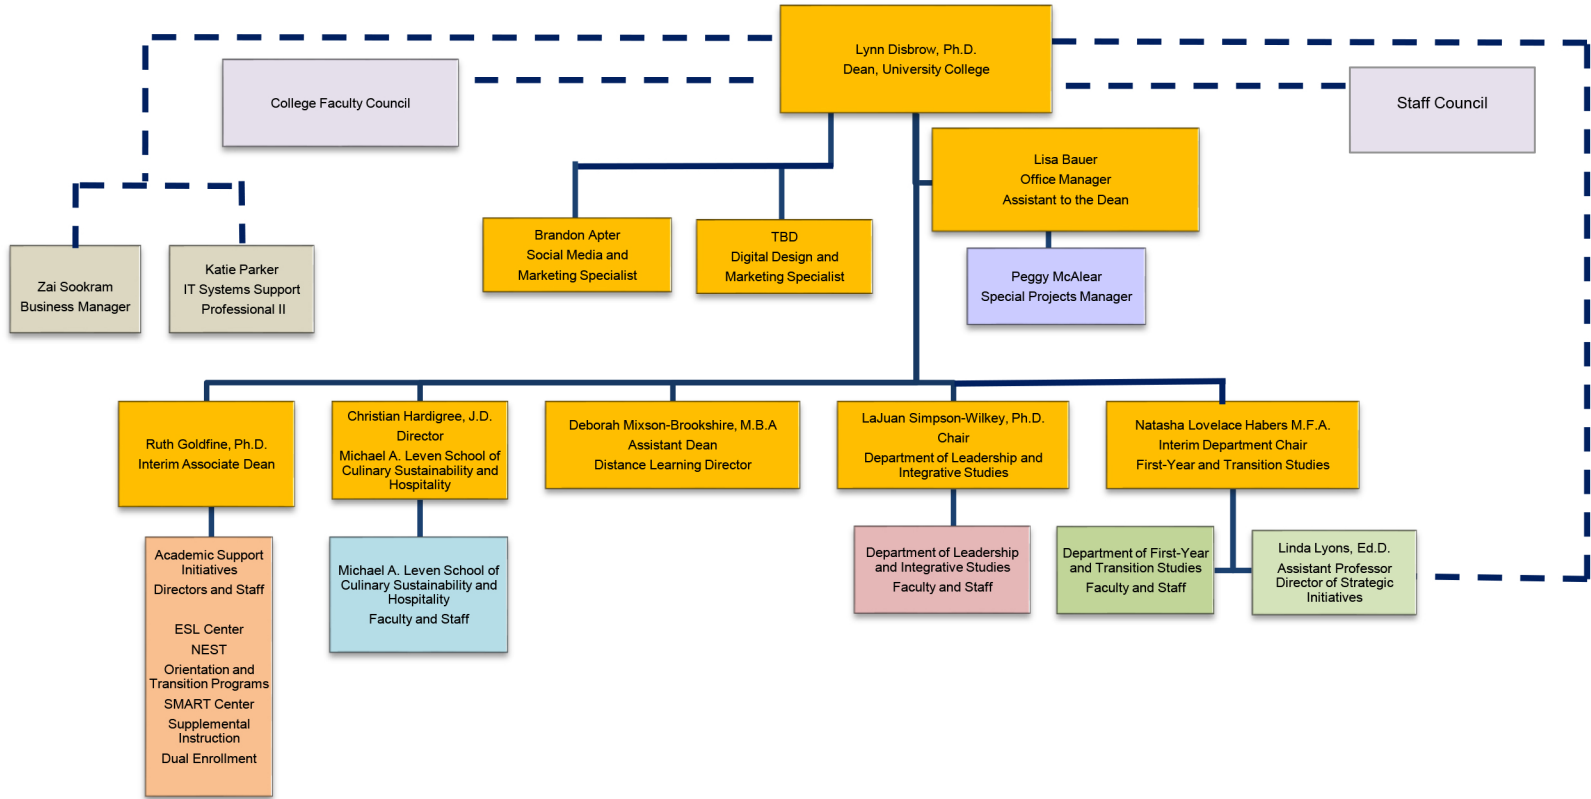 Lynn Disbrow, Ph.D.
Dean, University College
College Faculty Council
Staff Council
Lisa Bauer
Office Manager
Assistant to the Dean
Brandon Apter
Social Media and
Marketing Specialist
TBD
Digital Design and
Marketing Specialist
Peggy McAlear
Special Projects Manager
Zai Sookram
Business Manager
Katie Parker
IT Systems Support
Professional II
Ruth Goldfine, Ph.D.
Interim Associate Dean
Christian Hardigree, J.D.
Director
Michael A. Leven School of
Culinary Sustainability and
Hospitality
Deborah Mixson-Brookshire, M.B.A
Assistant Dean
Distance Learning Director
LaJuan Simpson-Wilkey, Ph.D.
Chair
Department of Leadership and
Integrative Studies
Natasha Lovelace Habers M.F.A.
Interim Department Chair
First-Year and Transition Studies
Academic Support
Initiatives
Directors and Staff
ESL Center
NEST
Orientation and
Transition Programs
SMART Center
Supplemental
Instruction
Dual Enrollment
Michael A. Leven School of
Culinary Sustainability and
Hospitality
Faculty and Staff
Department of Leadership
and Integrative Studies
Faculty and Staff
Department of First-Year
and Transition Studies
Faculty and Staff
Linda Lyons, Ed.D.
Assistant Professor
Director of Strategic
Initiatives